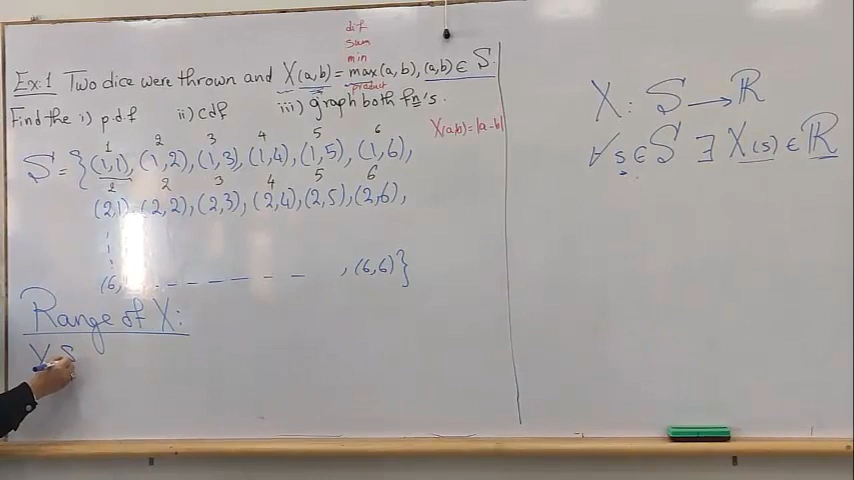 dif
sum
min
Ex.1 Two dice were thrown and X(a,b) = max(a,b), (a,b) ∈ S.
product
Find the i) p.d.f ii) cdf iii) graph both fn's.
X(a,b) = |a-b|
1 2 3 4 5 6
S = {(1,1), (1,2), (1,3), (1,4), (1,5), (1,6),
2 2 3 4 5 6
(2,1), (2,2), (2,3), (2,4), (2,5), (2,6),
(6, , (6,6)}
Range of X:
X: S
X : S → ℝ
∀ s ∈ S ∃ X(s) ∈ ℝ